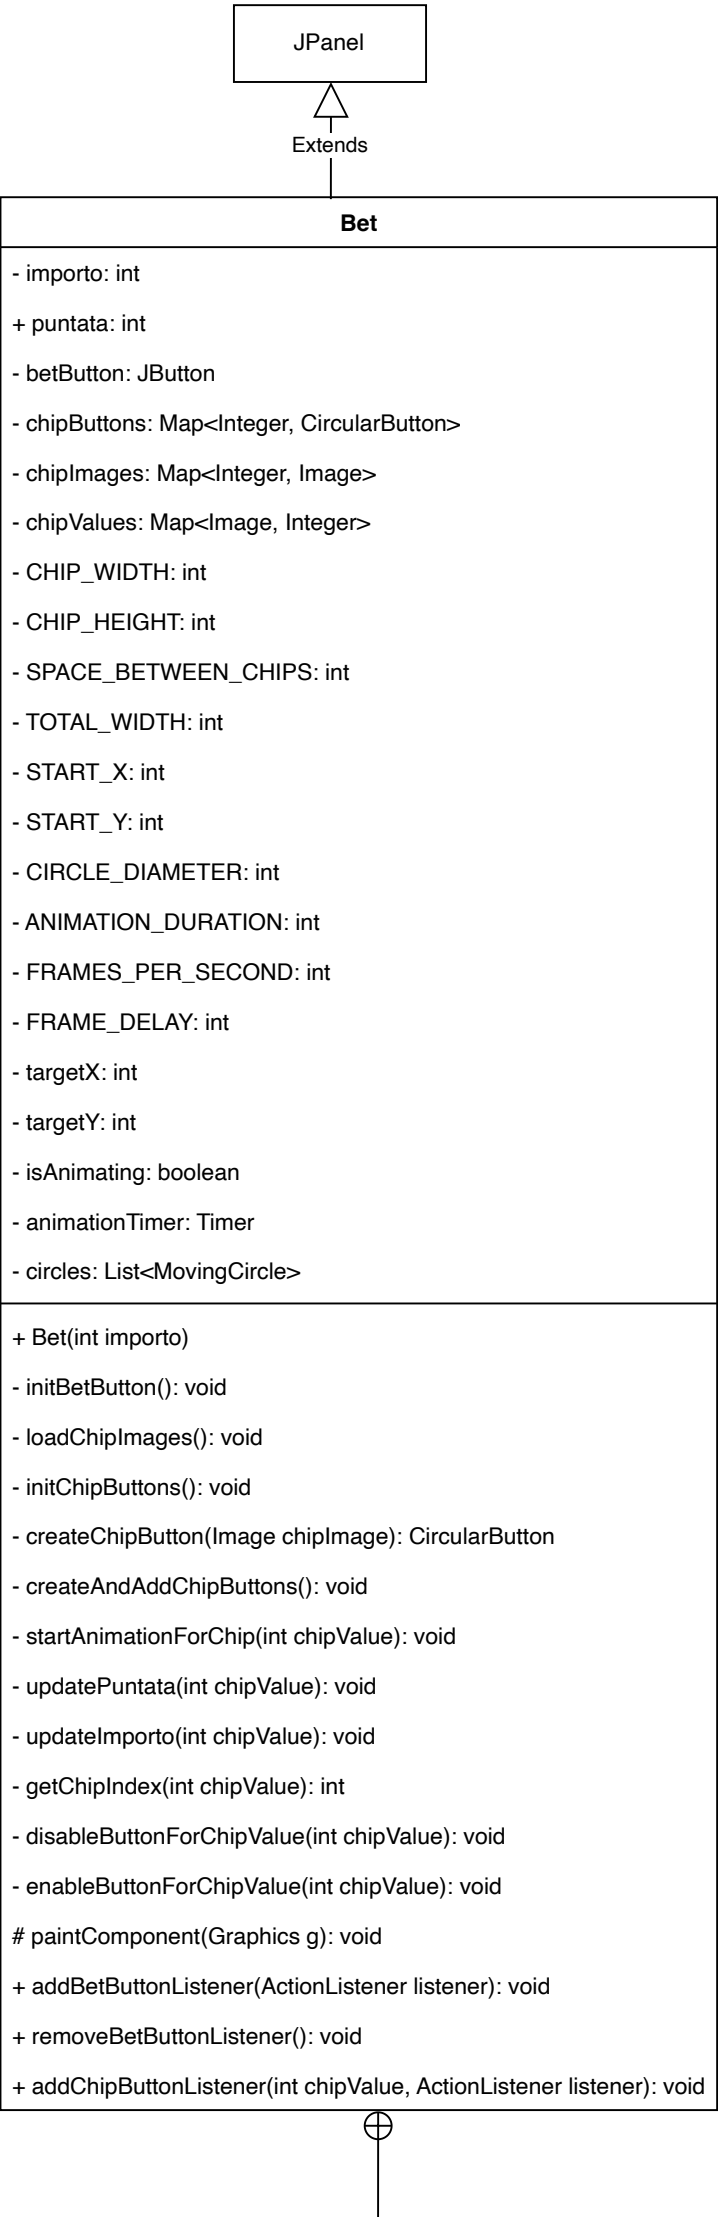 JPanel
Extends
Bet
- importo: int
+ puntata: int
- betButton: JButton
- chipButtons: Map<Integer, CircularButton>
- chipImages: Map<Integer, Image>
- chipValues: Map<Image, Integer>
- CHIP_WIDTH: int
- CHIP_HEIGHT: int
- SPACE_BETWEEN_CHIPS: int
- TOTAL_WIDTH: int
- START_X: int
- START_Y: int
- CIRCLE_DIAMETER: int
- ANIMATION_DURATION: int
- FRAMES_PER_SECOND: int
- FRAME_DELAY: int
- targetX: int
- targetY: int
- isAnimating: boolean
- animationTimer: Timer
- circles: List<MovingCircle>
+ Bet(int importo)
- initBetButton(): void
- loadChipImages(): void
- initChipButtons(): void
- createChipButton(Image chipImage): CircularButton
- createAndAddChipButtons(): void
- startAnimationForChip(int chipValue): void
- updatePuntata(int chipValue): void
- updateImporto(int chipValue): void
- getChipIndex(int chipValue): int
- disableButtonForChipValue(int chipValue): void
- enableButtonForChipValue(int chipValue): void
# paintComponent(Graphics g): void
+ addBetButtonListener(ActionListener listener): void
+ removeBetButtonListener(): void
+ addChipButtonListener(int chipValue, ActionListener listener): void